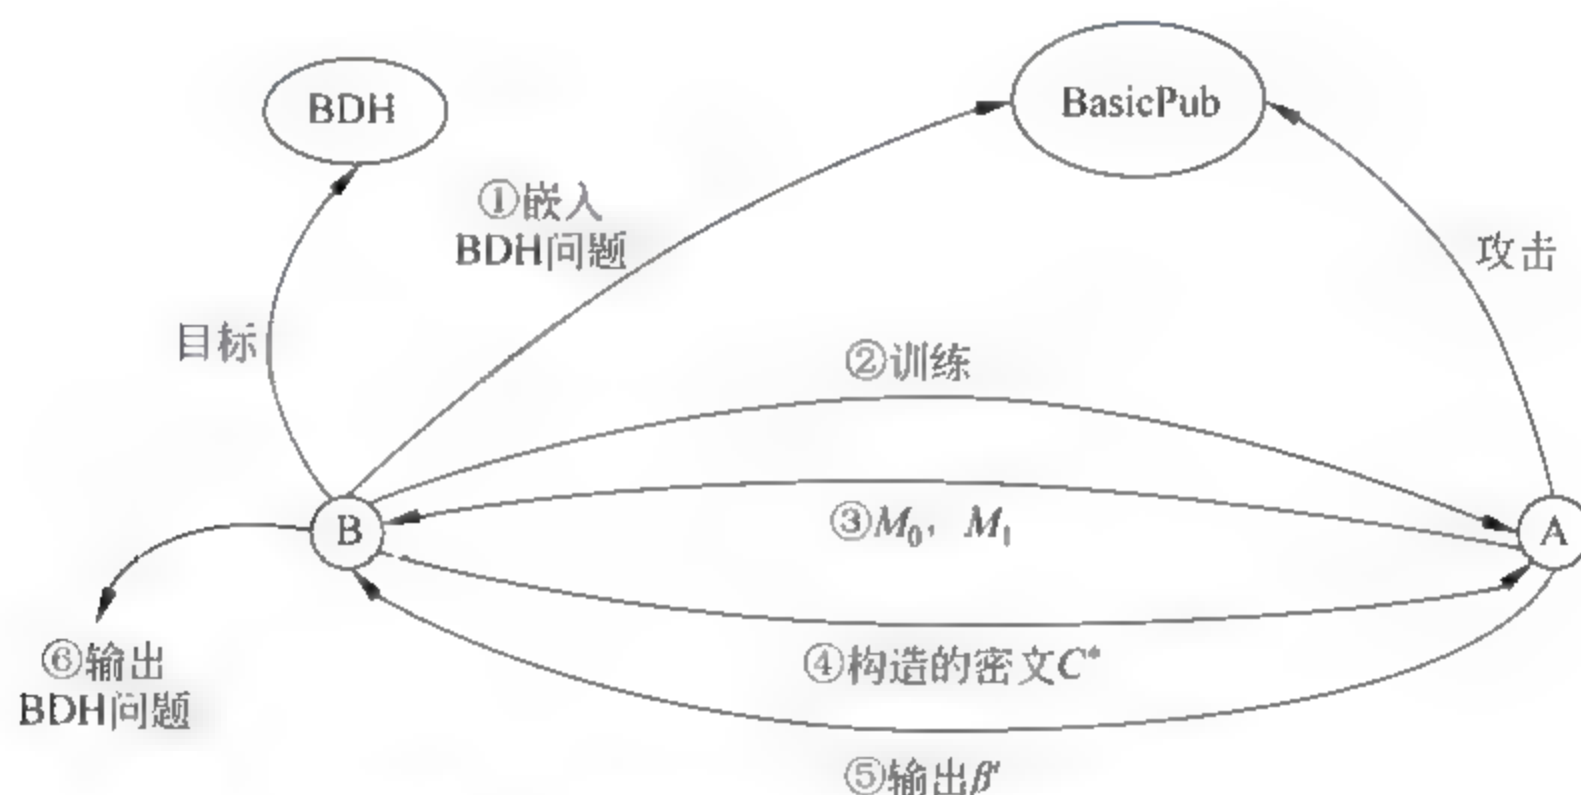 BDH
BasicPub
①嵌入
BDH问题
攻击
目标
②训练
③M₀，M₁
B
A
④构造的密文C*
⑥输出
BDH问题
⑤输出β′